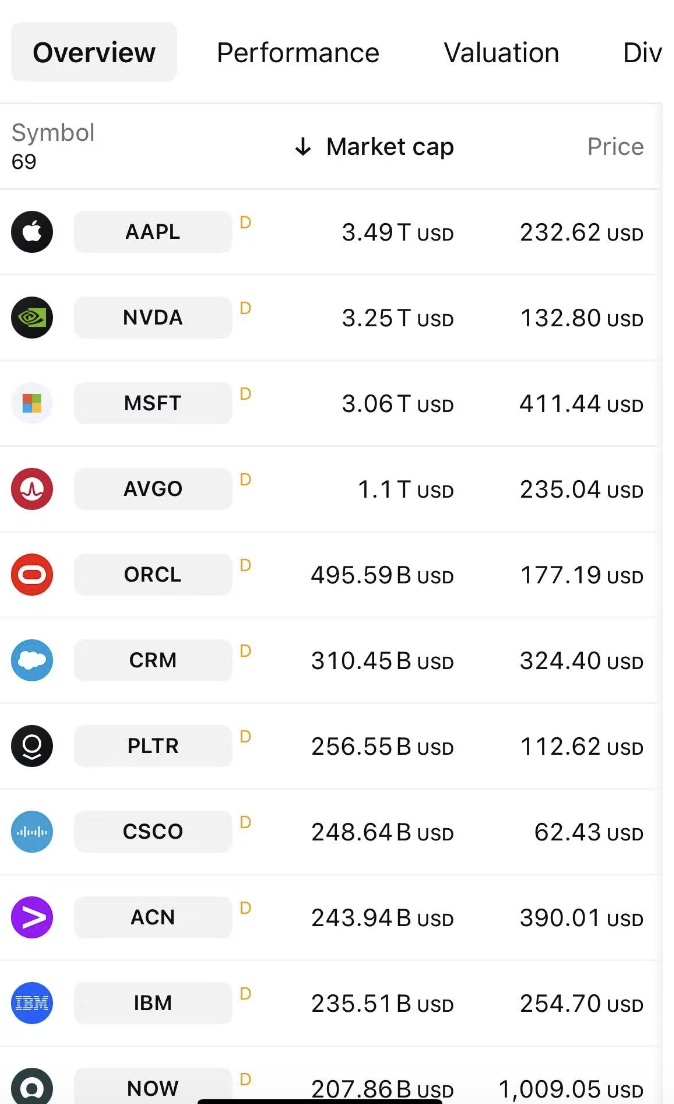 Overview Performance Valuation Div
Symbol ↓ Market cap Price
69
AAPL D 3.49 T USD 232.62 USD
NVDA D 3.25 T USD 132.80 USD
MSFT D 3.06 T USD 411.44 USD
AVGO D 1.1 T USD 235.04 USD
ORCL D 495.59 B USD 177.19 USD
CRM D 310.45 B USD 324.40 USD
PLTR D 256.55 B USD 112.62 USD
CSCO D 248.64 B USD 62.43 USD
ACN D 243.94 B USD 390.01 USD
IBM IBM D 235.51 B USD 254.70 USD
NOW D 207.86 B USD 1,009.05 USD